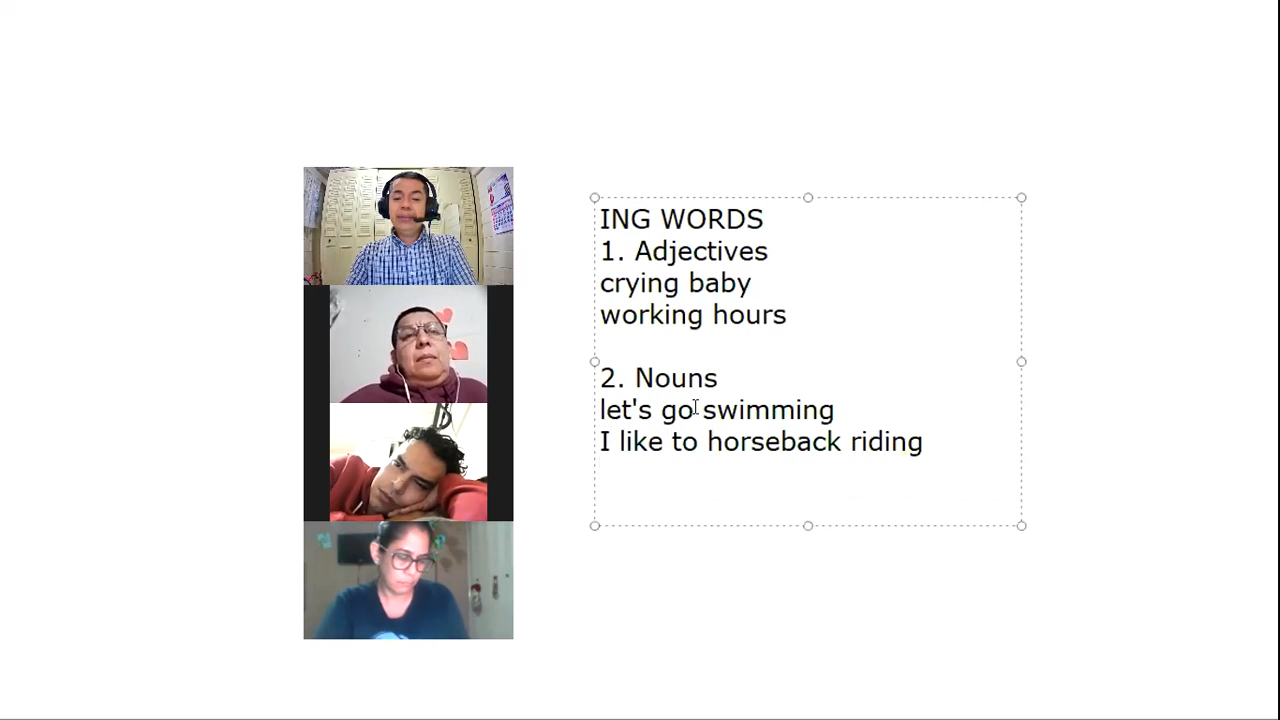 ING WORDS
1. Adjectives
crying baby
working hours
2. Nouns
let's go swimming
I like to horseback riding